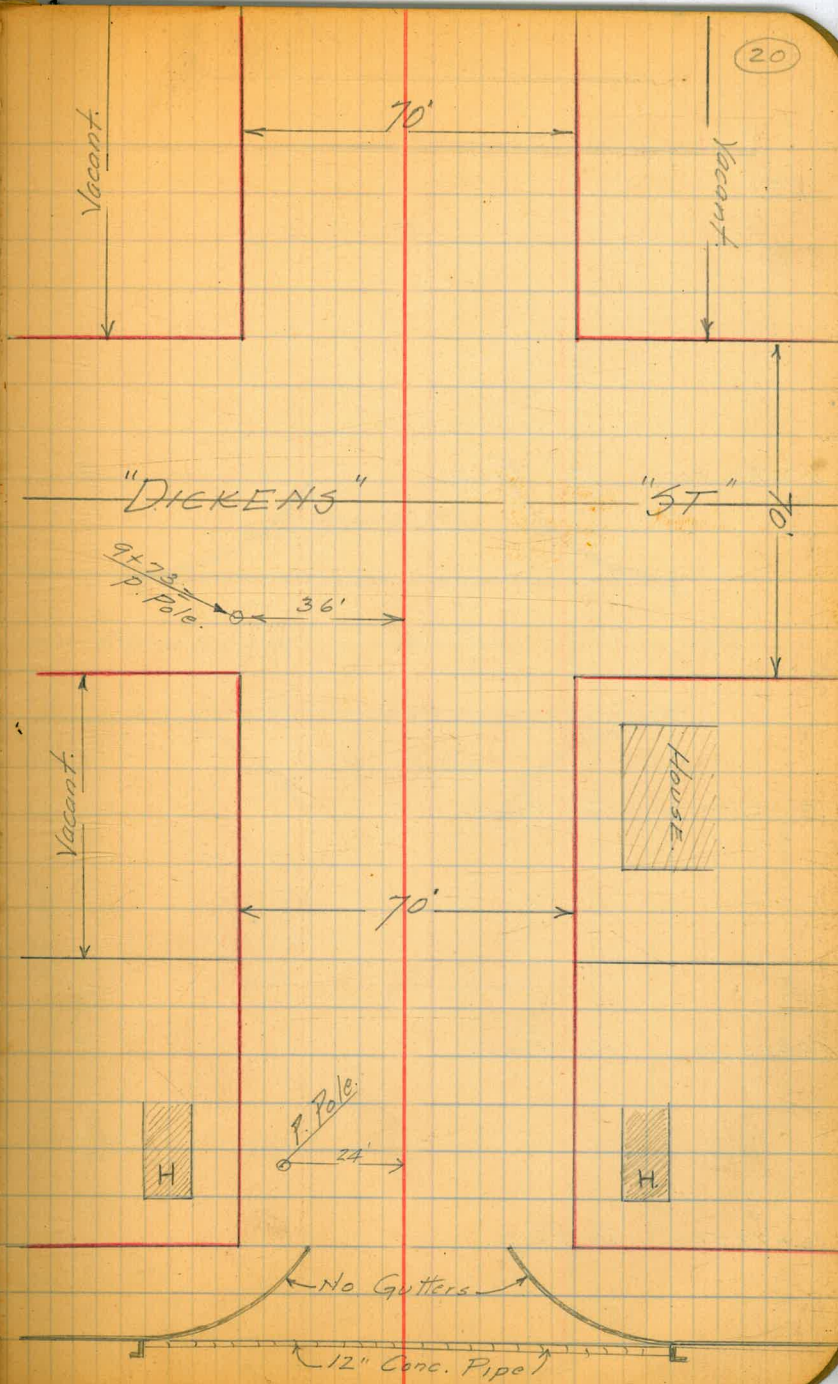 20
70'
Vacant.
Vacant.
"DICKENS" "ST"
70'
9+73
P. Pole.
36'
Vacant.
HOUSE.
70'
P. Pole.
24'
H
H.
No Gutters
12" Conc. Pipe